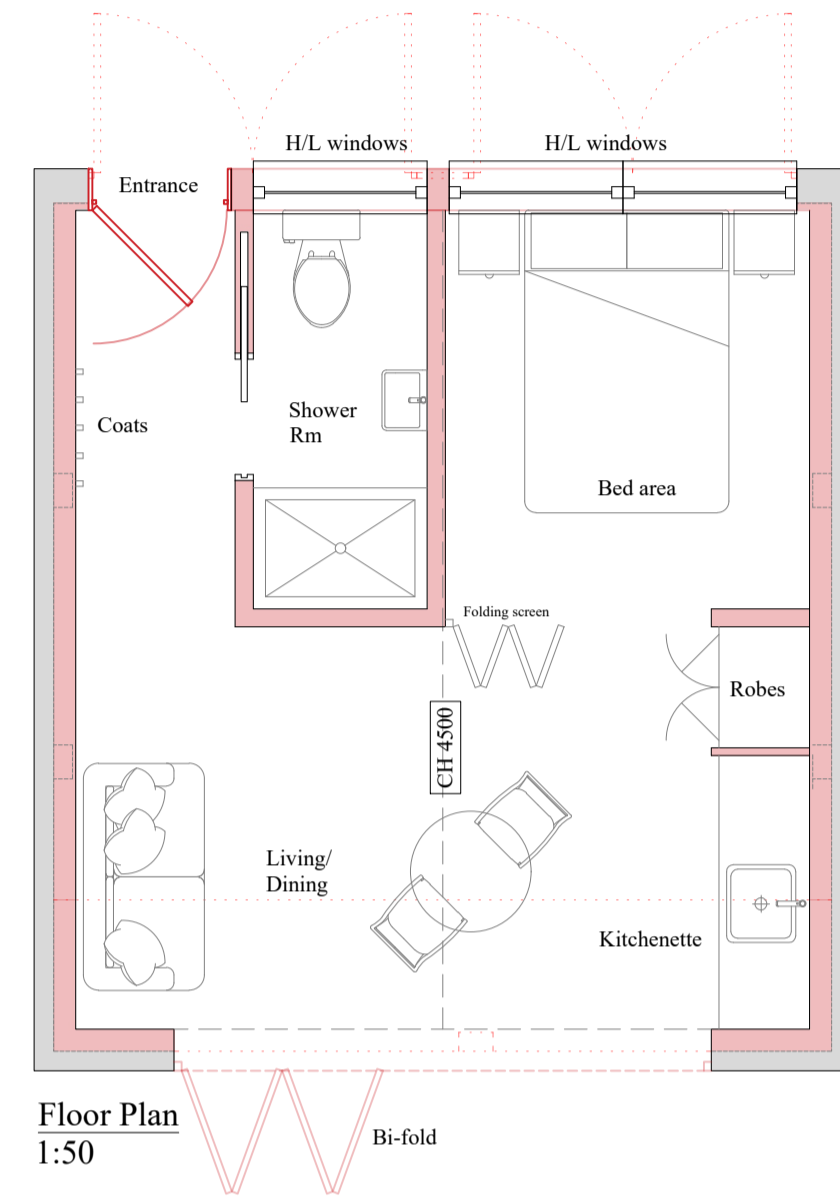 H/L windows
H/L windows
Entrance
Coats
Shower
Rm
Bed area
Folding screen
Robes
CH 4500
Living/
Dining
Kitchenette
Floor Plan
1:50
Bi-fold